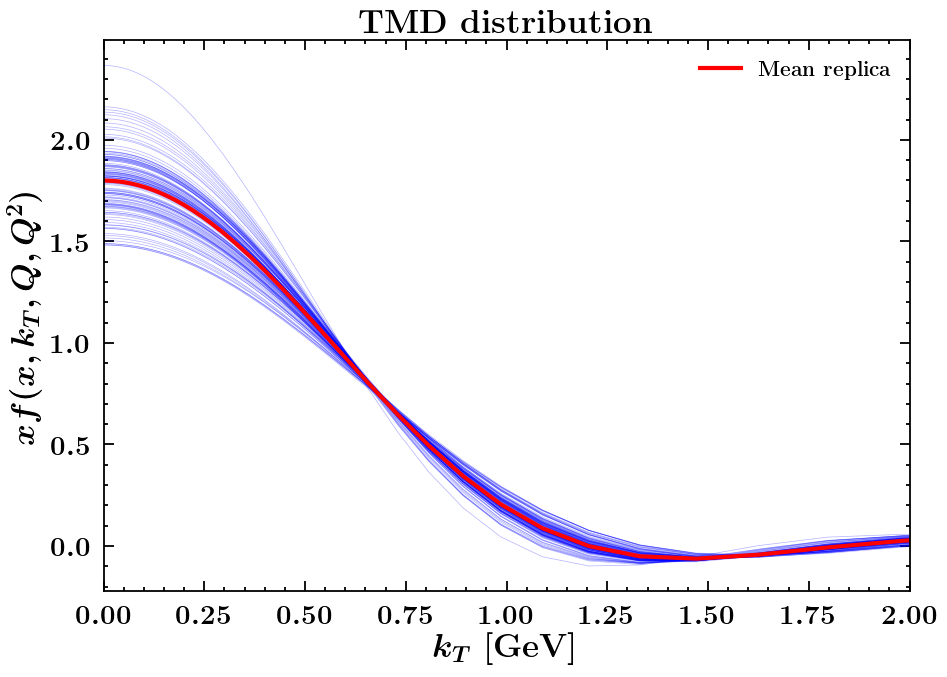 TMD distribution
Mean replica
xf(x, k_T, Q, Q^2)
2.0
1.5
1.0
0.5
0.0
0.00 0.25 0.50 0.75 1.00 1.25 1.50 1.75 2.00
k_T [GeV]